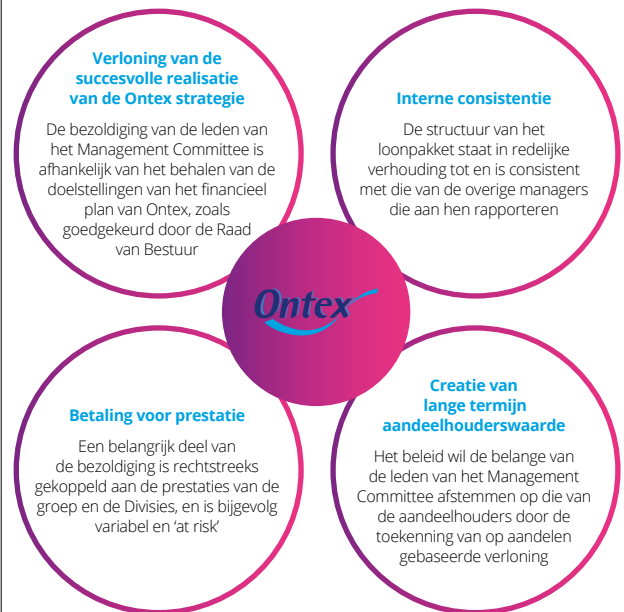 Verloning van de
succesvolle realisatie
van de Ontex strategie
De bezoldiging van de leden van
het Management Committee is
afhankelijk van het behalen van de
doelstellingen van het financieel
plan van Ontex, zoals
goedgekeurd door de Raad
van Bestuur
Interne consistentie
De structuur van het
loonpakket staat in redelijke
verhouding tot en is consistent
met die van de overige managers
die aan hen rapporteren
Ontex
Betaling voor prestatie
Een belangrijk deel van
de bezoldiging is rechtstreeks
gekoppeld aan de prestaties van de
groep en de Divisies, en is bijgevolg
variabel en ‘at risk’
Creatie van
lange termijn
aandeelhouderswaarde
Het beleid wil de belange van
de leden van het Management
Committee afstemmen op die van
de aandeelhouders door de
toekenning van op aandelen
gebaseerde verloning